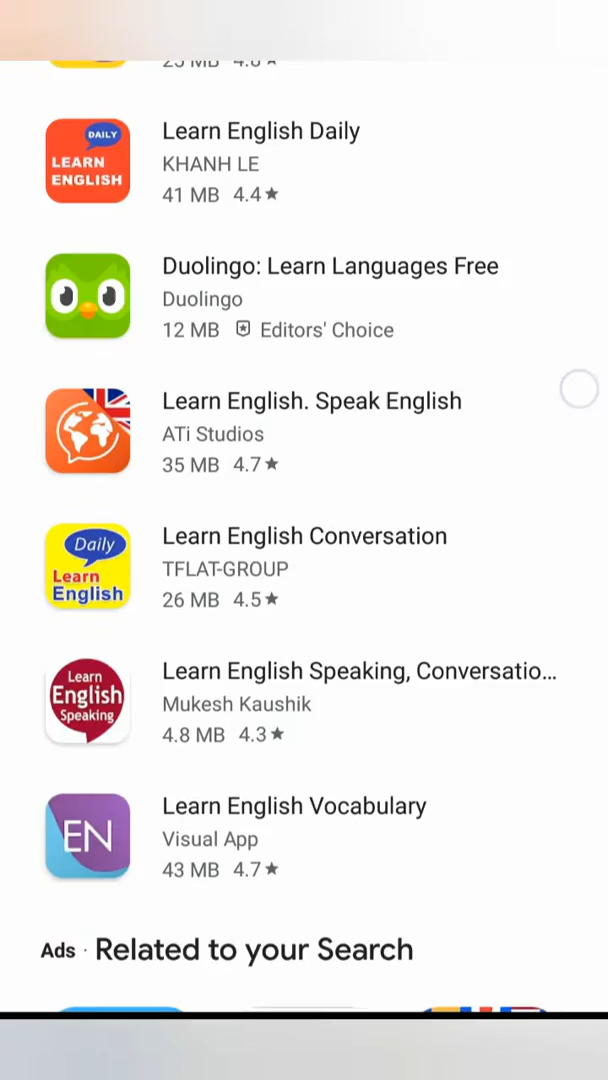 Learn English Daily
KHANH LE
41 MB 4.4★
DAILY
LEARN
ENGLISH
Duolingo: Learn Languages Free
Duolingo
12 MB Editors' Choice
Learn English. Speak English
ATi Studios
35 MB 4.7★
Learn English Conversation
TFLAT-GROUP
26 MB 4.5★
Daily
Learn
English
Learn English Speaking, Conversatio...
Mukesh Kaushik
4.8 MB 4.3★
Learn
English
Speaking
Learn English Vocabulary
Visual App
43 MB 4.7★
EN
Ads · Related to your Search